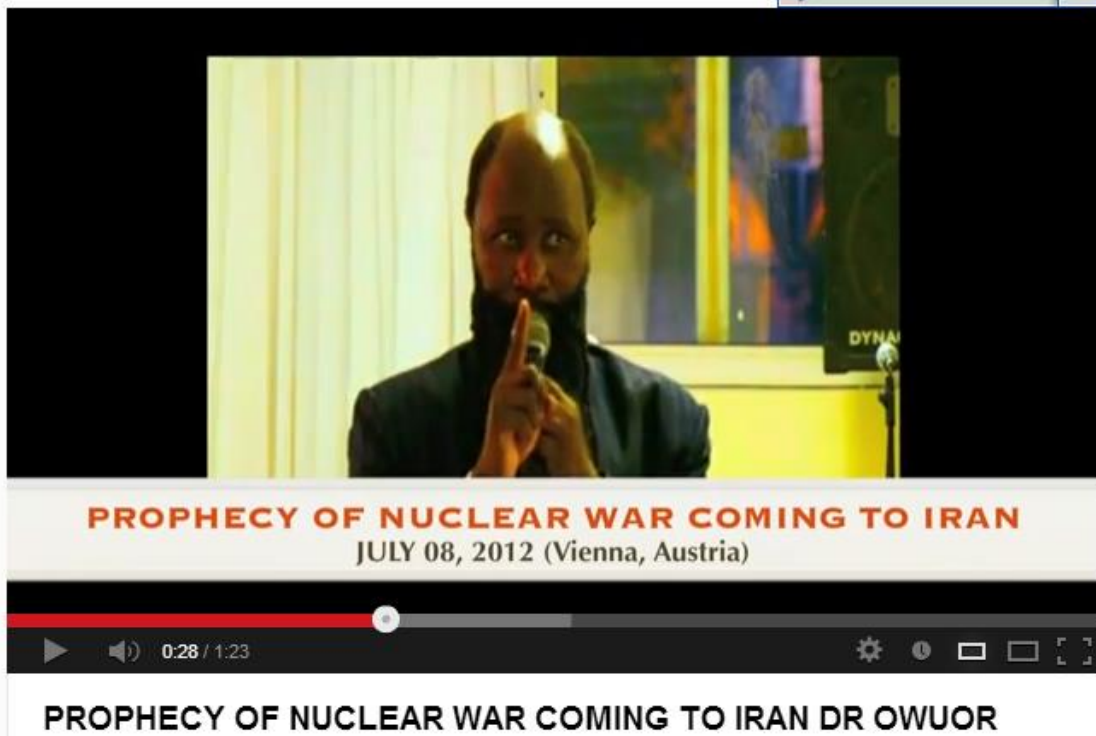 DYNA
PROPHECY OF NUCLEAR WAR COMING TO IRAN
JULY 08, 2012 (Vienna, Austria)
0:28 / 1:23
PROPHECY OF NUCLEAR WAR COMING TO IRAN DR OWUOR